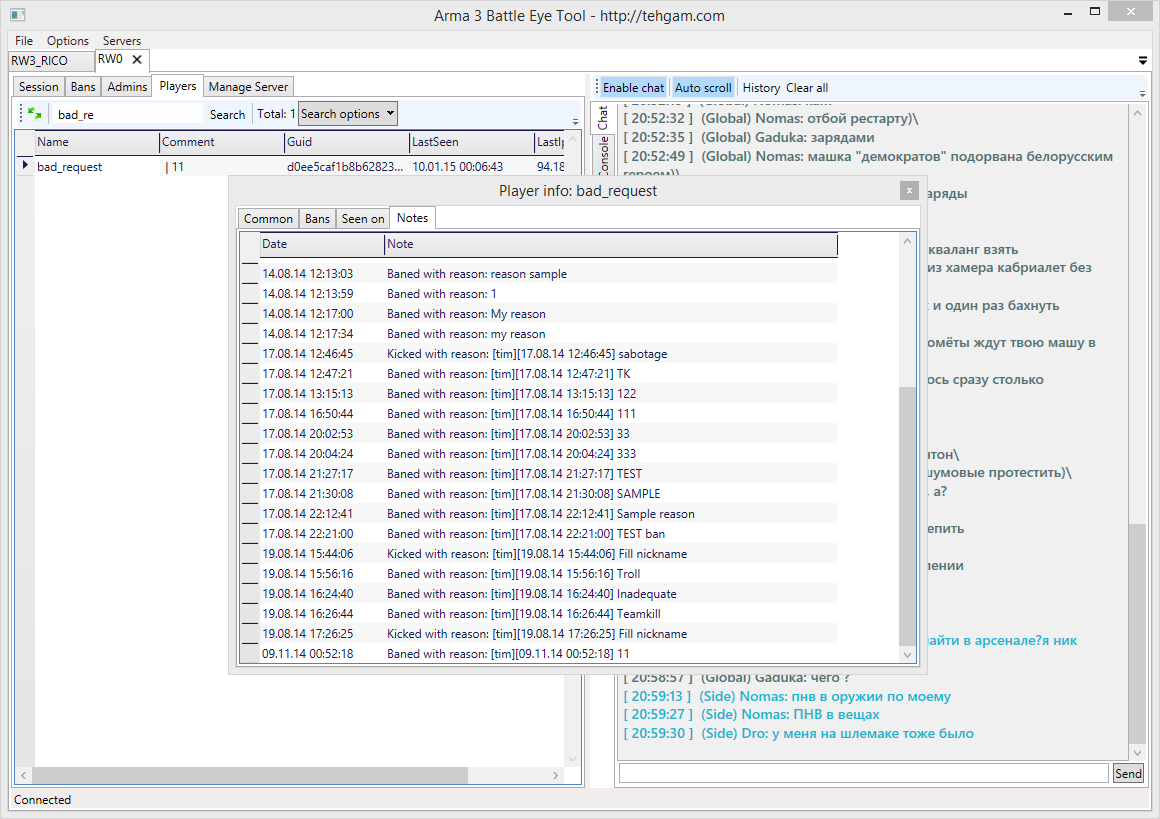 Arma 3 Battle Eye Tool - http://tehgam.com
File Options Servers
RW3_RICO RW0
Session Bans Admins Players Manage Server
bad_re Search Total: 1 Search options
Name Comment Guid LastSeen LastIp
bad_request | 11 d0ee5caf1b8b62823... 10.01.15 00:06:43 94.18
Player info: bad_request
Common Bans Seen on Notes
Date Note
14.08.14 12:13:03 Baned with reason: reason sample
14.08.14 12:13:59 Baned with reason: 1
14.08.14 12:17:00 Baned with reason: My reason
14.08.14 12:17:34 Baned with reason: my reason
17.08.14 12:46:45 Kicked with reason: [tim][17.08.14 12:46:45] sabotage
17.08.14 12:47:21 Baned with reason: [tim][17.08.14 12:47:21] TK
17.08.14 13:15:13 Baned with reason: [tim][17.08.14 13:15:13] 122
17.08.14 16:50:44 Baned with reason: [tim][17.08.14 16:50:44] 111
17.08.14 20:02:53 Baned with reason: [tim][17.08.14 20:02:53] 33
17.08.14 20:04:24 Baned with reason: [tim][17.08.14 20:04:24] 333
17.08.14 21:27:17 Baned with reason: [tim][17.08.14 21:27:17] TEST
17.08.14 21:30:08 Baned with reason: [tim][17.08.14 21:30:08] SAMPLE
17.08.14 22:12:41 Baned with reason: [tim][17.08.14 22:12:41] Sample reason
17.08.14 22:21:00 Baned with reason: [tim][17.08.14 22:21:00] TEST ban
19.08.14 15:44:06 Kicked with reason: [tim][19.08.14 15:44:06] Fill nickname
19.08.14 15:56:16 Baned with reason: [tim][19.08.14 15:56:16] Troll
19.08.14 16:24:40 Baned with reason: [tim][19.08.14 16:24:40] Inadequate
19.08.14 16:26:44 Baned with reason: [tim][19.08.14 16:26:44] Teamkill
19.08.14 17:26:25 Kicked with reason: [tim][19.08.14 17:26:25] Fill nickname
09.11.14 00:52:18 Baned with reason: [tim][09.11.14 00:52:18] 11
Enable chat Auto scroll History Clear all
Chat
Console
[ 20:52:32 ] (Global) Nomas: отбой рестарту)\
[ 20:52:35 ] (Global) Gaduka: зарядами
[ 20:52:49 ] (Global) Nomas: машка "демократов" подорвана белорусским
героем))
аряды
кваланг взять
из хамера кабриалет без
и один раз бахнуть
омёты ждут твою машу в
ось сразу столько
нтон\
шумовые протестить)\
а?
епить
лении
айти в арсенале?я ник
[ 20:58:57 ] (Global) Gaduka: чего ?
[ 20:59:13 ] (Side) Nomas: пнв в оружии по моему
[ 20:59:27 ] (Side) Nomas: ПНВ в вещах
[ 20:59:30 ] (Side) Dro: у меня на шлемаке тоже было
Send
Connected